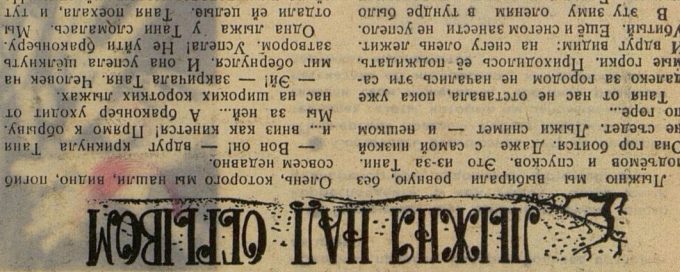 ЛЫЖНЯ НАД ОБРЫВОМ
Лыжню мы выбирали ровную, без
подъёмов и спусков. Это из-за Тани.
Она гор боится. Даже с самой низкой
не съедет. Лыжи снимет — и пешком
по горе...
Таня от нас не отставала, пока уже
далеко за городом не начались эти са-
мые горки. Приходилось её поджидать.
И вдруг видим: на снегу олень лежит.
Убитый. Ещё и снегом занести не успело.
В эту зиму оленям в тундре было
Олень, которого мы нашли, видно, погиб
совсем недавно.
— Вон он! — вдруг крикнула Таня
и... вниз как кинется! Прямо к обрыву.
Мы за ней... А браконьер уходит от
нас на широких коротких лыжах.
— Эй! — закричала Таня. Человек на
миг обернулся. И она успела щёлкнуть
затвором. Успела! Не уйти браконьеру.
Одна лыжа у Тани сломалась. Мы
отдали ей целые. Таня поехала, и тут